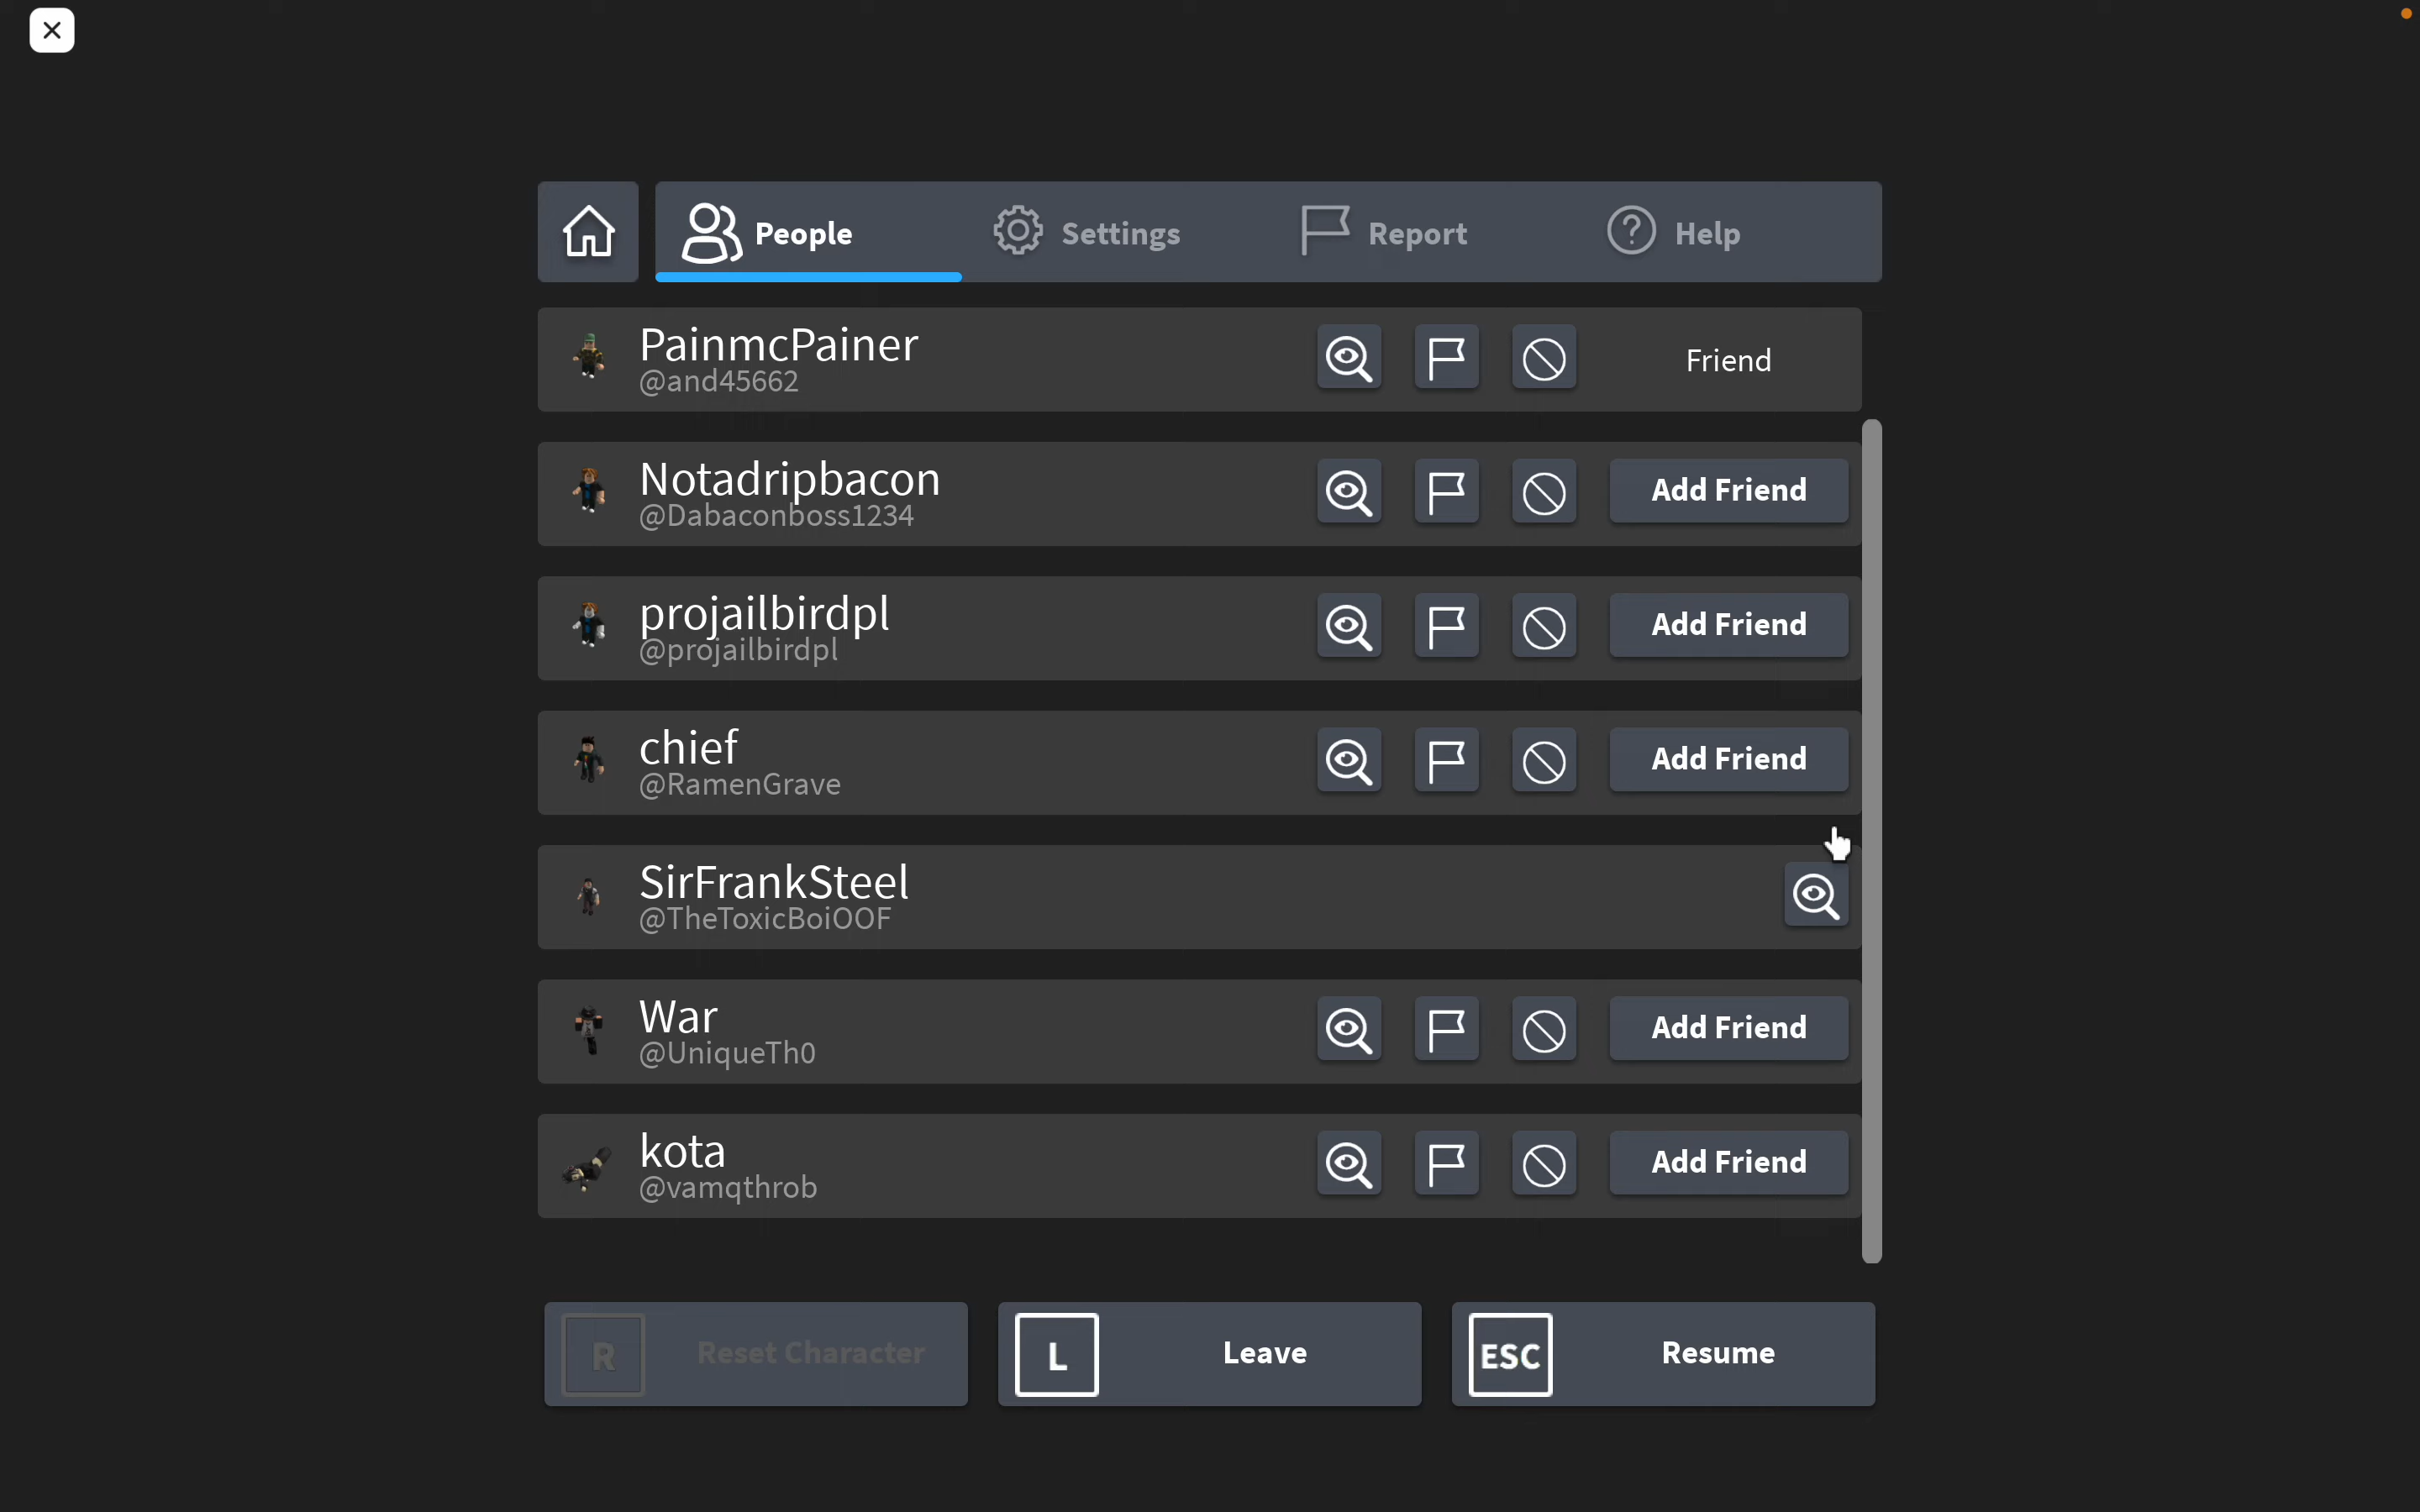 People Settings Report Help
PainmcPainer
@and45662
Friend
Notadripbacon
@Dabaconboss1234
Add Friend
projailbirdpl
@projailbirdpl
Add Friend
chief
@RamenGrave
Add Friend
SirFrankSteel
@TheToxicBoiOOF
War
@UniqueTh0
Add Friend
kota
@vamqthrob
Add Friend
R Reset Character L Leave ESC Resume